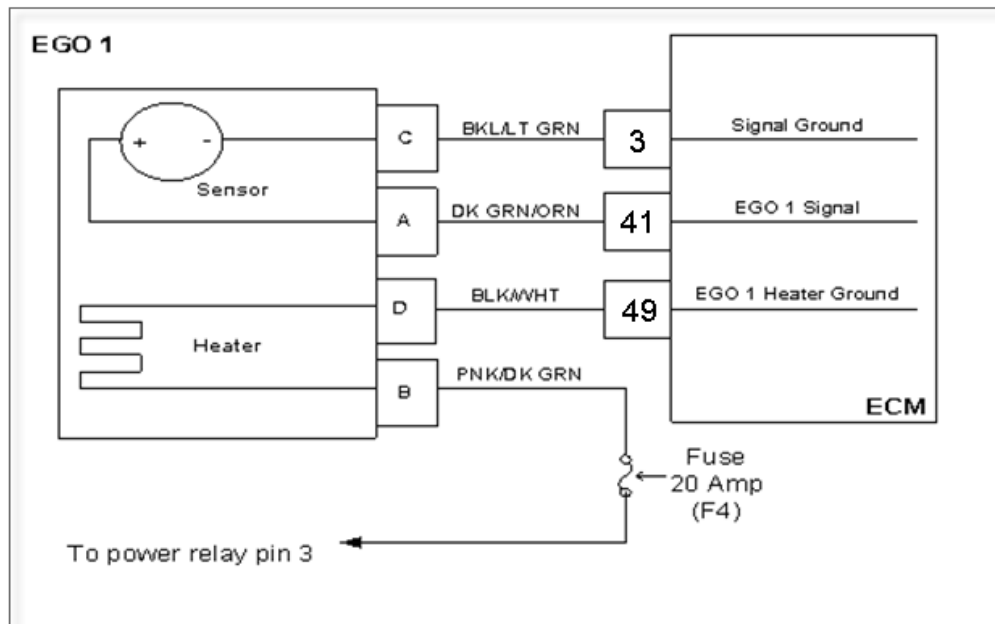 EGO 1
C
BKL/LT GRN
3
Signal Ground
+
-
Sensor
A
DK GRN/ORN
41
EGO 1 Signal
D
BLK/WHT
49
EGO 1 Heater Ground
Heater
B
PNK/DK GRN
ECM
Fuse
20 Amp
(F4)
To power relay pin 3